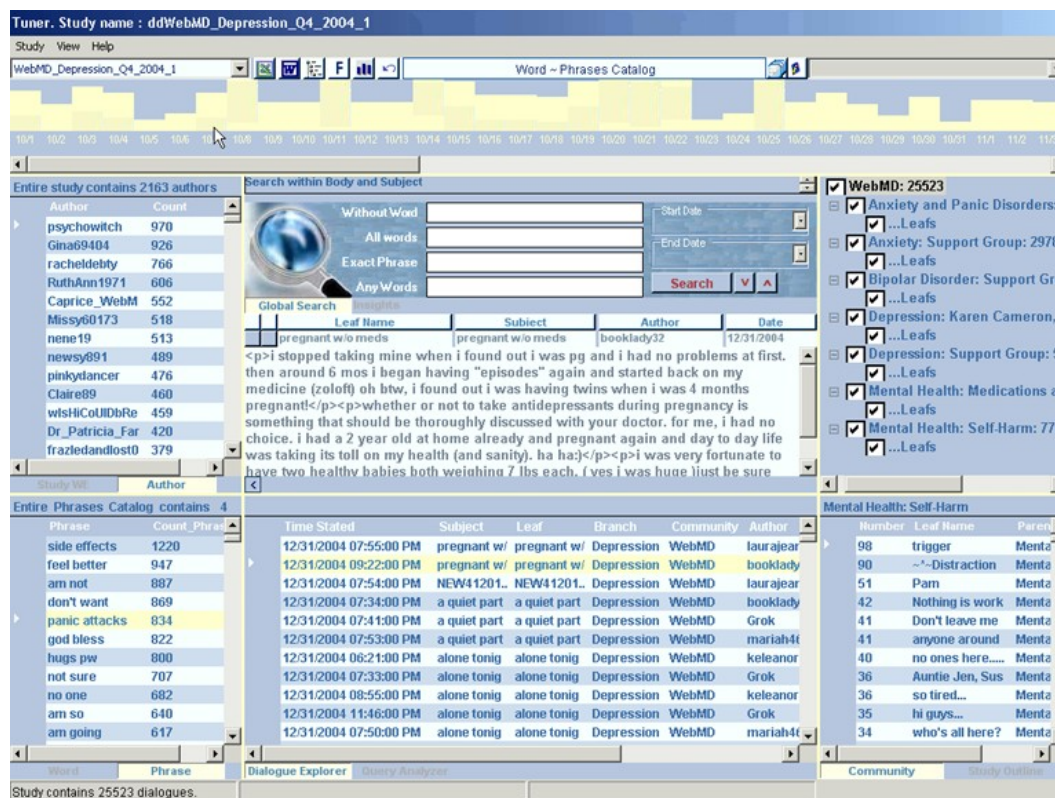 Tuner. Study name : ddWebMD_Depression_Q4_2004_1
Study View Help
WebMD_Depression_Q4_2004_1 W F Word ~ Phrases Catalog
10/1 10/2 10/3 10/4 10/5 10/6 10/8 10/9 10/10 10/11 10/12 10/13 10/14 10/15 10/16 10/17 10/18 10/19 10/20 10/21 10/22 10/23 10/24 10/25 10/26 10/27 10/28 10/29 10/30 10/31 11/1 11/2
Entire study contains 2163 authors
Author Count
psychowitch 970
Gina69404 926
racheldebty 766
RuthAnn1971 606
Caprice_WebM 552
Missy60173 518
nene19 513
newsy891 489
pinkydancer 476
Claire89 460
wIsHiCoUlDbRe 459
Dr_Patricia_Far 420
frazledandlost0 379
Study Wf Author
Search within Body and Subject
Without Word
All words
Exact Phrase
Any Words
Start Date
End Date
Search v ^
Global Search Insights
Leaf Name Subject Author Date
pregnant w/o meds pregnant w/o meds booklady32 12/31/2004
<p>i stopped taking mine when i found out i was pg and i had no problems at first.
then around 6 mos i began having "episodes" again and started back on my
medicine (zoloft) oh btw, i found out i was having twins when i was 4 months
pregnant!</p><p>whether or not to take antidepressants during pregnancy is
something that should be thoroughly discussed with your doctor. for me, i had no
choice. i had a 2 year old at home already and pregnant again and day to day life
was taking its toll on my health (and sanity). ha ha:)</p><p>i was very fortunate to
have two healthy babies both weighing 7 lbs each. ( yes i was huge )just be sure
WebMD: 25523
Anxiety and Panic Disorders:
...Leafs
Anxiety: Support Group: 2978
...Leafs
Bipolar Disorder: Support Gr
...Leafs
Depression: Karen Cameron,
...Leafs
Depression: Support Group:
...Leafs
Mental Health: Medications a
...Leafs
Mental Health: Self-Harm: 77
...Leafs
Entire Phrases Catalog contains 4
Phrase Count_Phras
side effects 1220
feel better 947
am not 887
don't want 869
panic attacks 834
god bless 822
hugs pw 800
not sure 707
no one 682
am so 640
am going 617
Word Phrase
Time Stated Subject Leaf Branch Community Author
12/31/2004 07:55:00 PM pregnant w/ pregnant w/ Depression WebMD laurajear
12/31/2004 09:22:00 PM pregnant w/ pregnant w/ Depression WebMD booklady
12/31/2004 07:54:00 PM NEW41201.. NEW41201.. Depression WebMD laurajear
12/31/2004 07:34:00 PM a quiet part a quiet part Depression WebMD booklady
12/31/2004 07:41:00 PM a quiet part a quiet part Depression WebMD Grok
12/31/2004 07:53:00 PM a quiet part a quiet part Depression WebMD mariah46
12/31/2004 06:21:00 PM alone tonig alone tonig Depression WebMD keleanor
12/31/2004 07:33:00 PM alone tonig alone tonig Depression WebMD Grok
12/31/2004 08:55:00 PM alone tonig alone tonig Depression WebMD keleanor
12/31/2004 11:46:00 PM alone tonig alone tonig Depression WebMD Grok
12/31/2004 07:50:00 PM alone tonig alone tonig Depression WebMD mariah46
Dialogue Explorer Query Analyzer
Mental Health: Self-Harm
Number Leaf Name Paren
98 trigger Menta
90 ~*~Distraction Menta
51 Pam Menta
42 Nothing is work Menta
41 Don't leave me Menta
41 anyone around Menta
40 no ones here..... Menta
36 Auntie Jen, Sus Menta
36 so tired... Menta
35 hi guys... Menta
34 who's all here? Menta
Community Study Outline
Study contains 25523 dialogues.